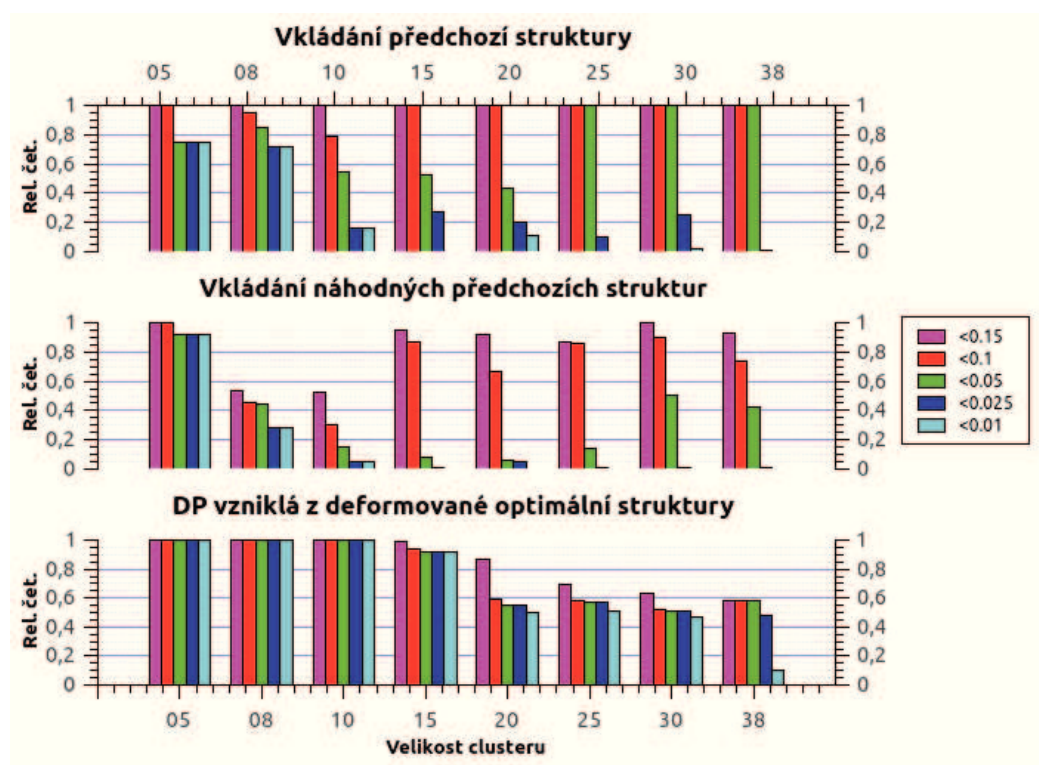 Vkládání předchozí struktury
05 08 10 15 20 25 30 38
1 1
0,8 0,8
0,6 0,6
0,4 0,4
0,2 0,2
0 0
Rel. čet.
Vkládání náhodných předchozích struktur
1 1
0,8 0,8
0,6 0,6
0,4 0,4
0,2 0,2
0 0
Rel. čet.
<0.15
<0.1
<0.05
<0.025
<0.01
DP vzniklá z deformované optimální struktury
1 1
0,8 0,8
0,6 0,6
0,4 0,4
0,2 0,2
0 0
Rel. čet.
05 08 10 15 20 25 30 38
Velikost clusteru